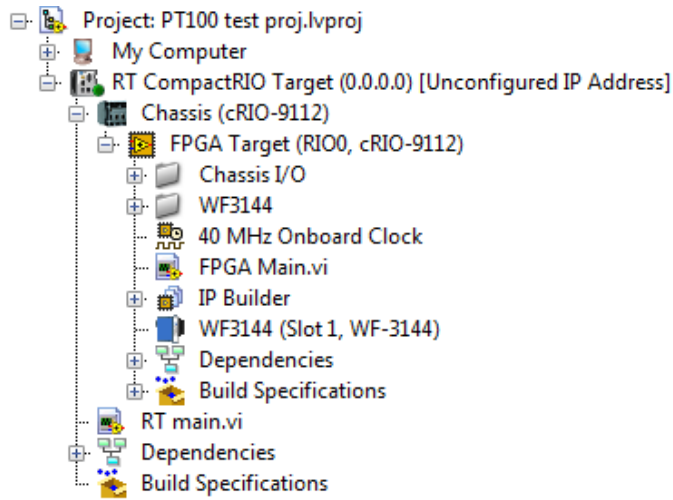 Project: PT100 test proj.lvproj
My Computer
RT CompactRIO Target (0.0.0.0) [Unconfigured IP Address]
Chassis (cRIO-9112)
FPGA Target (RIO0, cRIO-9112)
Chassis I/O
WF3144
40 MHz Onboard Clock
FPGA Main.vi
IP Builder
WF3144 (Slot 1, WF-3144)
Dependencies
Build Specifications
RT main.vi
Dependencies
Build Specifications